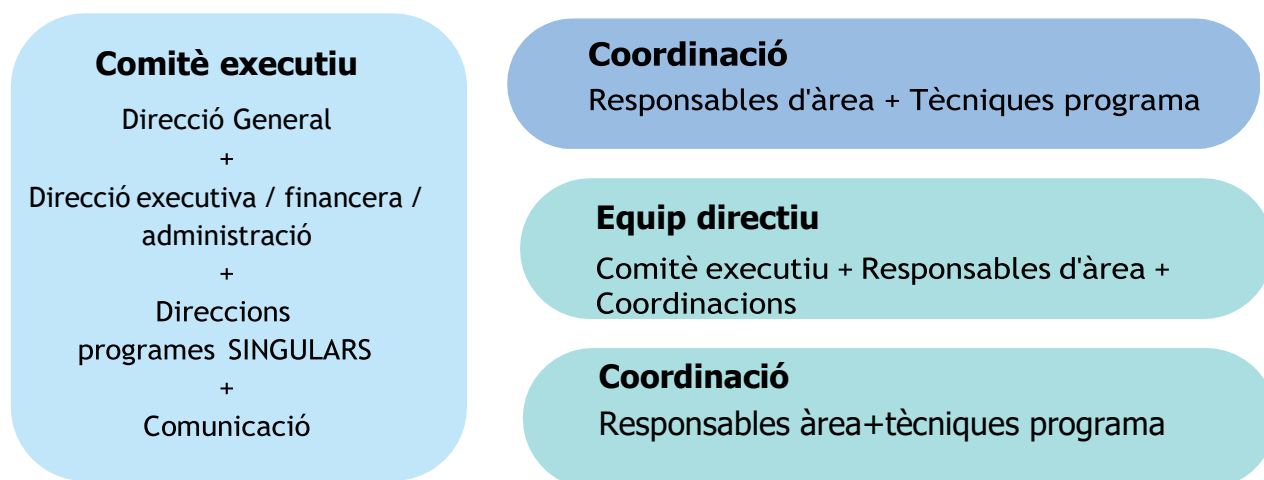 Comitè executiu
Direcció General
+
Direcció executiva / financera /
administració
+
Direccions
programes SINGULARS
+
Comunicació
Coordinació
Responsables d'àrea + Tècniques programa
Equip directiu
Comitè executiu + Responsables d'àrea +
Coordinacions
Coordinació
Responsables àrea+tècniques programa